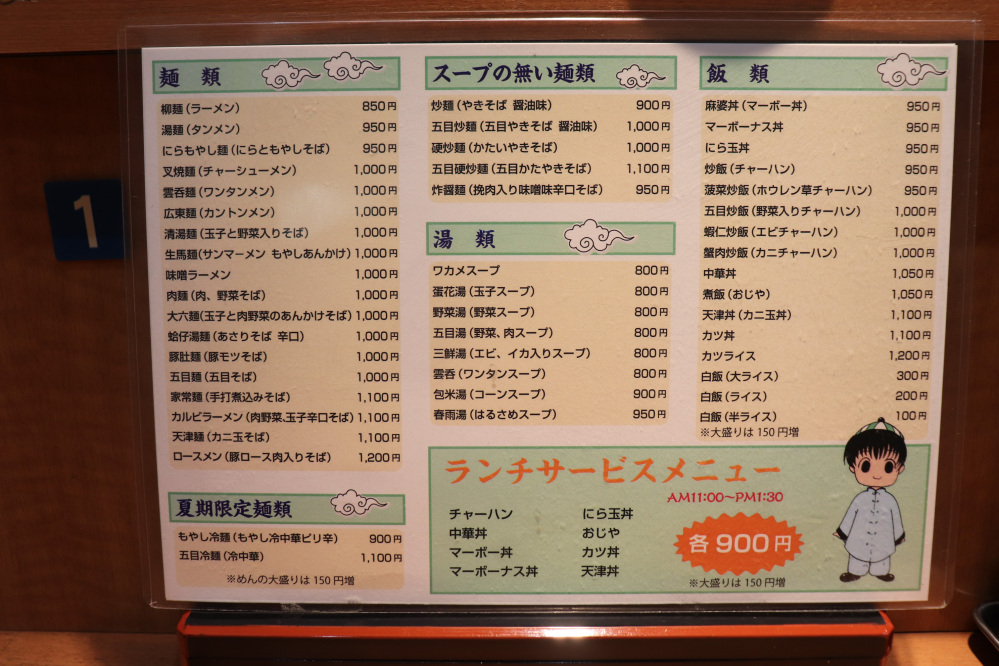 1
麺 類
柳麺(ラーメン) 850円
湯麺(タンメン) 950円
にらもやし麺(にらともやしそば) 950円
叉焼麺(チャーシューメン) 1,000円
雲呑麺(ワンタンメン) 1,000円
広東麺(カントンメン) 1,000円
清湯麺(玉子と野菜入りそば) 1,000円
生馬麺(サンマーメン もやしあんかけ) 1,000円
味噌ラーメン 1,000円
肉麺(肉、野菜そば) 1,000円
大六麺(玉子と肉野菜のあんかけそば) 1,000円
蛤仔湯麺(あさりそば 辛口) 1,000円
豚肚麺(豚モツそば) 1,000円
五目麺(五目そば) 1,000円
家常麺(手打煮込みそば) 1,100円
カルビラーメン(肉野菜、玉子辛口そば) 1,100円
天津麺(カニ玉そば) 1,100円
ロースメン(豚ロース肉入りそば) 1,200円
夏期限定麺類
もやし冷麺(もやし冷中華ピリ辛) 900円
五目冷麺(冷中華) 1,100円
※めんの大盛りは150円増
スープの無い麺類
炒麺(やきそば 醤油味) 900円
五目炒麺(五目やきそば 醤油味) 1,000円
硬炒麺(かたいやきそば) 1,000円
五目硬炒麺(五目かたやきそば) 1,100円
炸醤麺(挽肉入り味噌味辛口そば) 950円
湯 類
ワカメスープ 800円
蛋花湯(玉子スープ) 800円
野菜湯(野菜スープ) 800円
五目湯(野菜、肉スープ) 800円
三鮮湯(エビ、イカ入りスープ) 800円
雲呑(ワンタンスープ) 800円
包米湯(コーンスープ) 900円
春雨湯(はるさめスープ) 950円
飯 類
麻婆丼(マーボー丼) 950円
マーボーナス丼 950円
にら玉丼 950円
炒飯(チャーハン) 950円
菠菜炒飯(ホウレン草チャーハン) 950円
五目炒飯(野菜入りチャーハン) 1,000円
蝦仁炒飯(エビチャーハン) 1,000円
蟹肉炒飯(カニチャーハン) 1,000円
中華丼 1,050円
煮飯(おじや) 1,050円
天津丼(カニ玉丼) 1,100円
カツ丼 1,100円
カツライス 1,200円
白飯(大ライス) 300円
白飯(ライス) 200円
白飯(半ライス) 100円
※大盛りは150円増
ランチサービスメニュー
AM11:00〜PM1:30
チャーハン にら玉丼
中華丼 おじや
マーボー丼 カツ丼
マーボーナス丼 天津丼
各900円
※大盛りは150円増